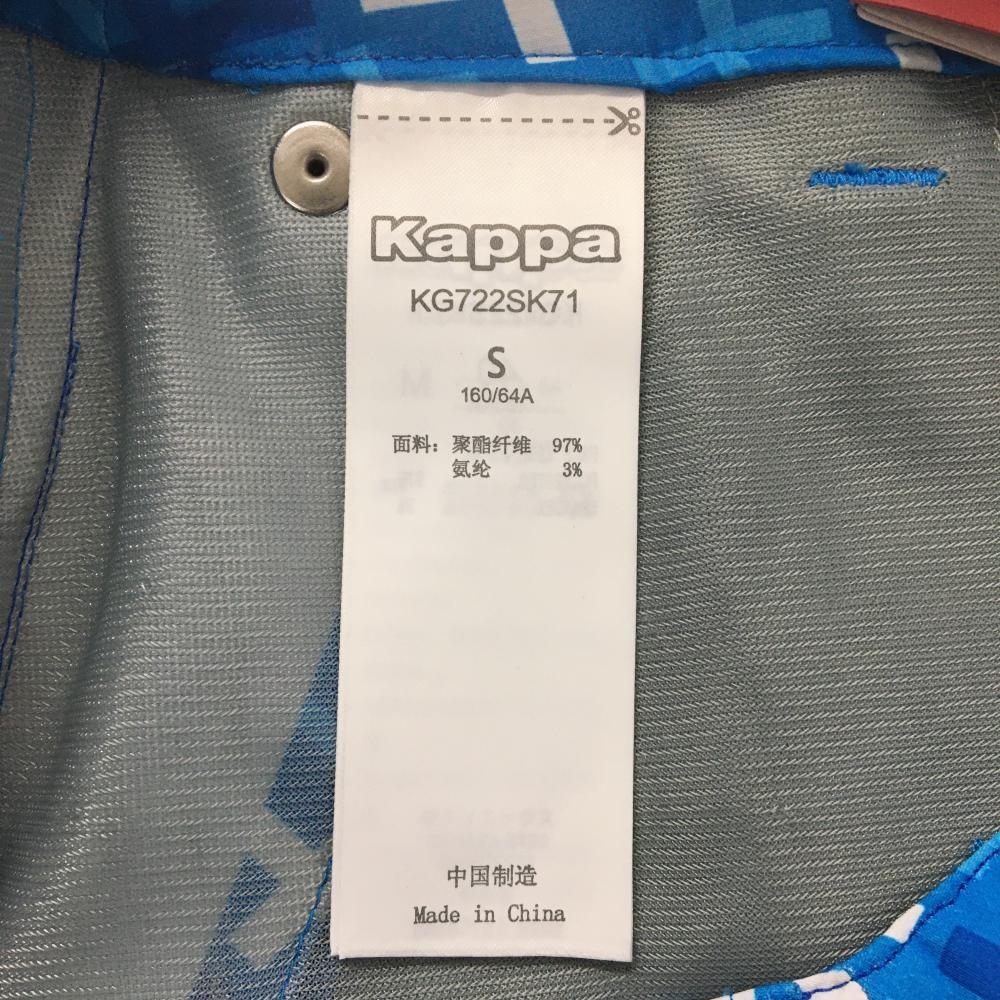 Kappa
KG722SK71
S
160/64A
面料：聚酯纤维 97%
氨纶 3%
中国制造
Made in China